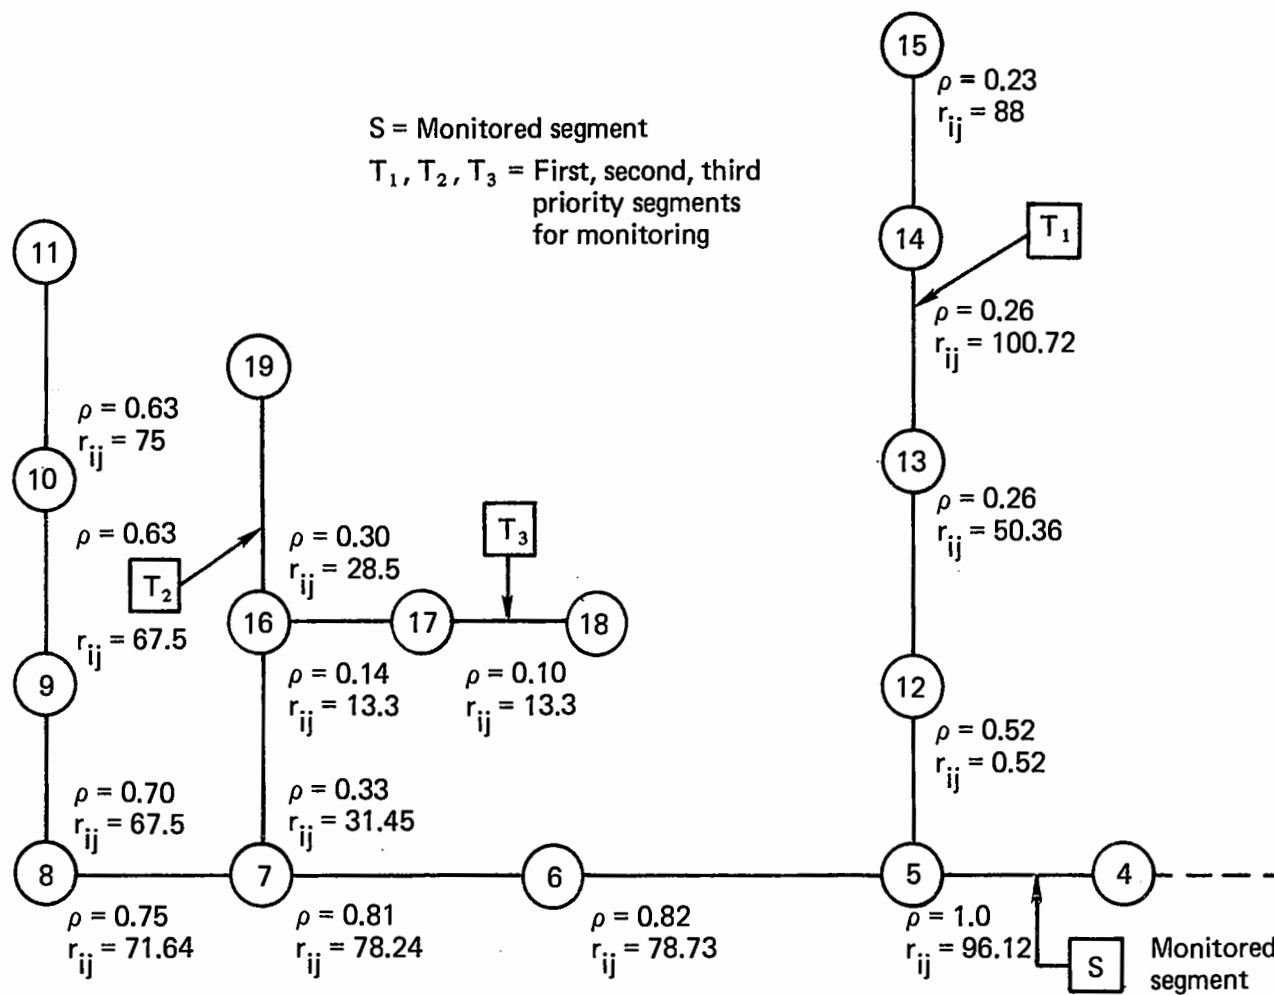 15
ρ = 0.23
r_ij = 88
S = Monitored segment
T₁, T₂, T₃ = First, second, third
priority segments
for monitoring
T₁
14
11
ρ = 0.26
r_ij = 100.72
19
ρ = 0.63
r_ij = 75
13
10
ρ = 0.26
r_ij = 50.36
ρ = 0.63
ρ = 0.30
r_ij = 28.5
T₃
T₂
16
17
18
r_ij = 67.5
9
ρ = 0.14
r_ij = 13.3
ρ = 0.10
r_ij = 13.3
12
ρ = 0.52
r_ij = 0.52
ρ = 0.70
r_ij = 67.5
ρ = 0.33
r_ij = 31.45
8
7
6
5
4
ρ = 0.75
r_ij = 71.64
ρ = 0.81
r_ij = 78.24
ρ = 0.82
r_ij = 78.73
ρ = 1.0
r_ij = 96.12
S
Monitored
segment